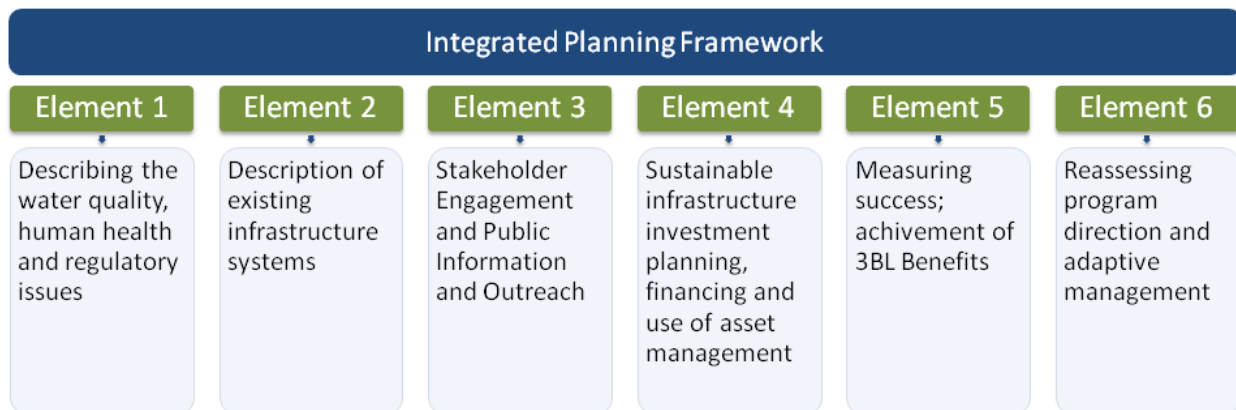 Integrated Planning Framework
Element 1
Describing the
water quality,
human health
and regulatory
issues
Element 2
Description of
existing
infrastructure
systems
Element 3
Stakeholder
Engagement
and Public
Information
and Outreach
Element 4
Sustainable
infrastructure
investment
planning,
financing and
use of asset
management
Element 5
Measuring
success;
achivement of
3BL Benefits
Element 6
Reassessing
program
direction and
adaptive
management